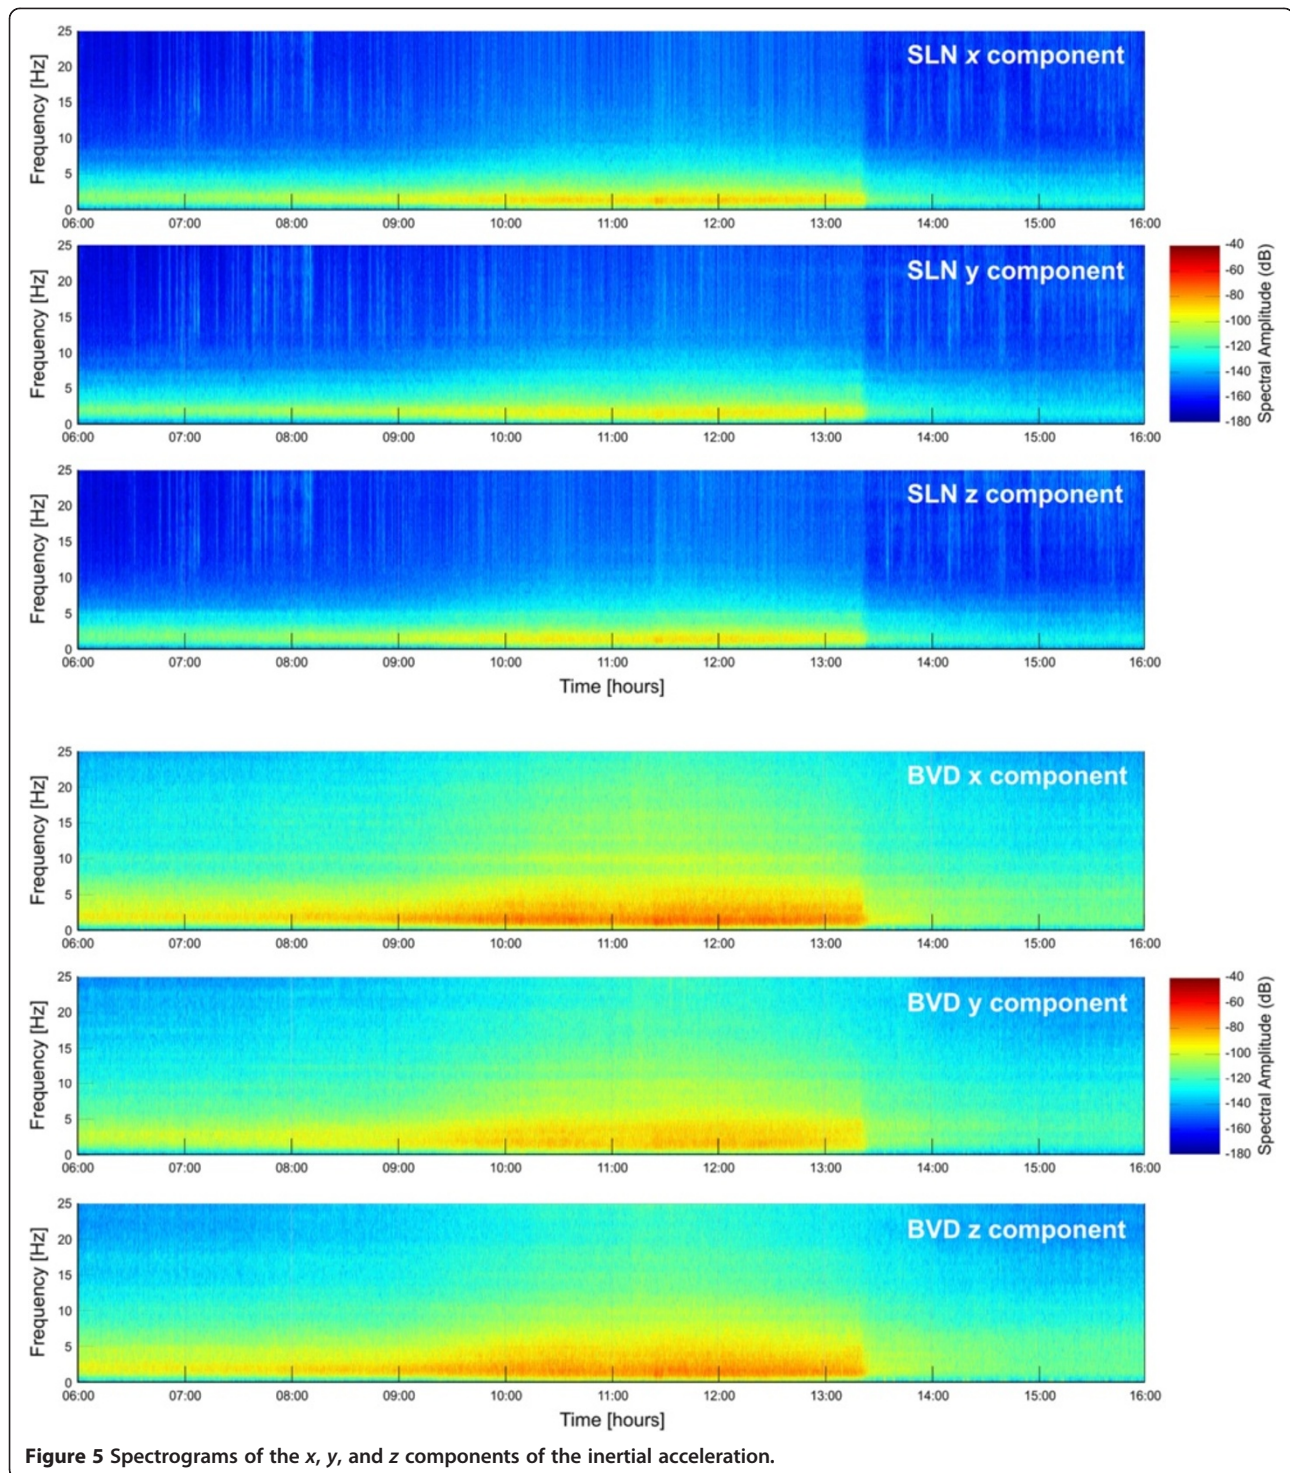 25
20
15
10
5
0
Frequency [Hz]
SLN x component
06:00 07:00 08:00 09:00 10:00 11:00 12:00 13:00 14:00 15:00 16:00
25
20
15
10
5
0
Frequency [Hz]
SLN y component
06:00 07:00 08:00 09:00 10:00 11:00 12:00 13:00 14:00 15:00 16:00
-40
-60
-80
-100
-120
-140
-160
-180
Spectral Amplitude (dB)
25
20
15
10
5
0
Frequency [Hz]
SLN z component
06:00 07:00 08:00 09:00 10:00 11:00 12:00 13:00 14:00 15:00 16:00
Time [hours]
25
20
15
10
5
0
Frequency [Hz]
BVD x component
06:00 07:00 08:00 09:00 10:00 11:00 12:00 13:00 14:00 15:00 16:00
25
20
15
10
5
0
Frequency [Hz]
BVD y component
06:00 07:00 08:00 09:00 10:00 11:00 12:00 13:00 14:00 15:00 16:00
-40
-60
-80
-100
-120
-140
-160
-180
Spectral Amplitude (dB)
25
20
15
10
5
0
Frequency [Hz]
BVD z component
06:00 07:00 08:00 09:00 10:00 11:00 12:00 13:00 14:00 15:00 16:00
Time [hours]
Figure 5 Spectrograms of the x, y, and z components of the inertial acceleration.